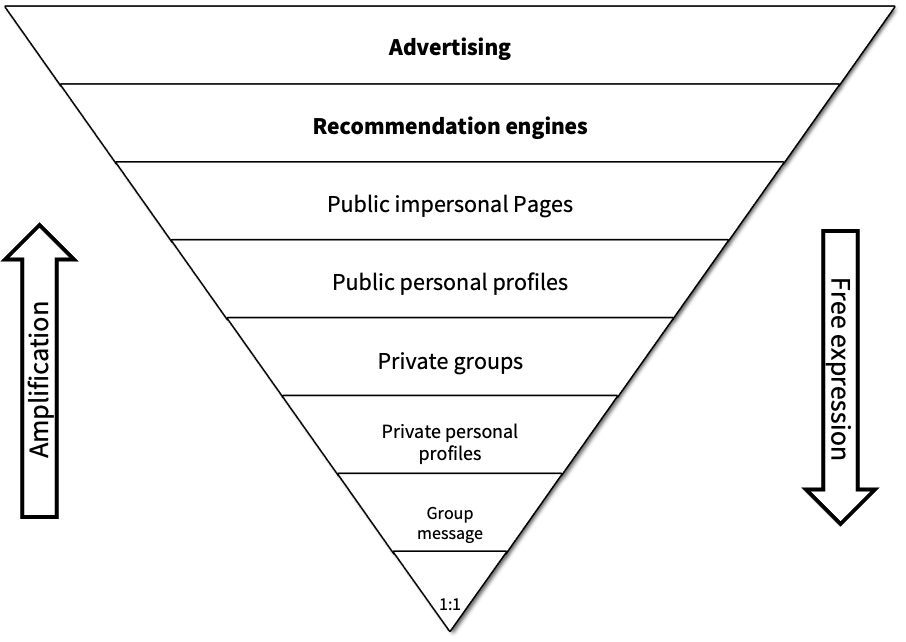 Advertising
Recommendation engines
Public impersonal Pages
Public personal profiles
Private groups
Private personal
profiles
Group
message
1:1
Amplification
Free expression